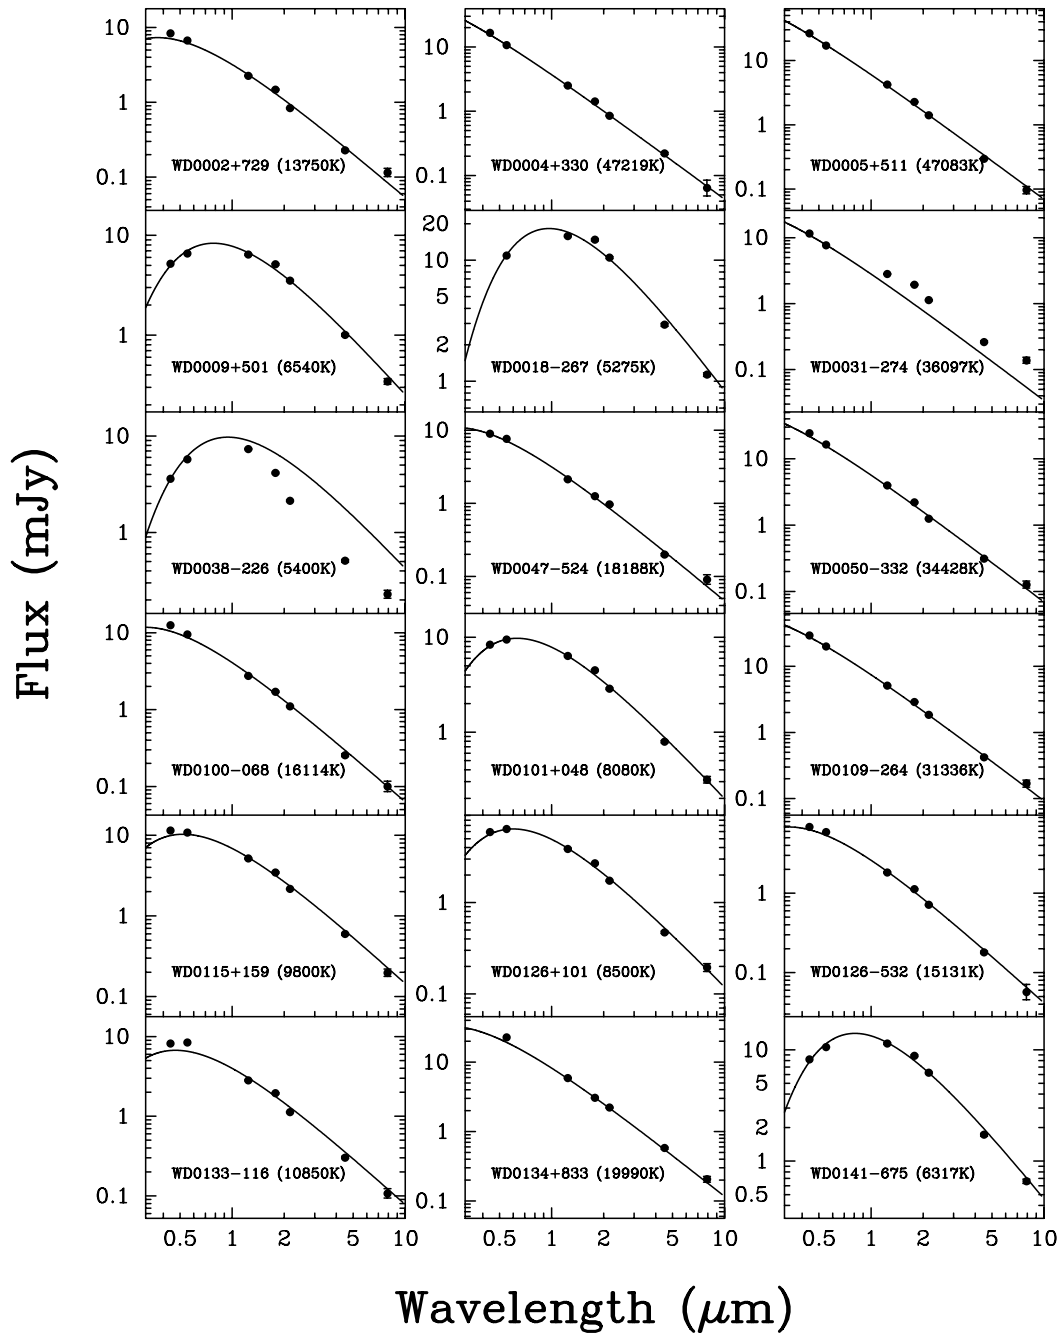 10
1
0.1
WD0002+729 (13750K)
10
1
0.1
WD0004+330 (47219K)
10
1
0.1
WD0005+511 (47083K)
10
1
WD0009+501 (6540K)
20
10
5
2
1
WD0018−267 (5275K)
10
1
0.1
WD0031−274 (36097K)
10
1
WD0038−226 (5400K)
10
1
0.1
WD0047−524 (18188K)
10
1
0.1
WD0050−332 (34428K)
10
1
0.1
WD0100−068 (16114K)
10
1
WD0101+048 (8080K)
10
1
0.1
WD0109−264 (31336K)
10
1
0.1
WD0115+159 (9800K)
1
0.1
WD0126+101 (8500K)
1
0.1
WD0126−532 (15131K)
10
1
0.1
WD0133−116 (10850K)
10
1
0.1
WD0134+833 (19990K)
10
5
2
1
0.5
WD0141−675 (6317K)
0.5 1 2 5 10
0.5 1 2 5 10
0.5 1 2 5 10
Flux (mJy)
Wavelength (μm)